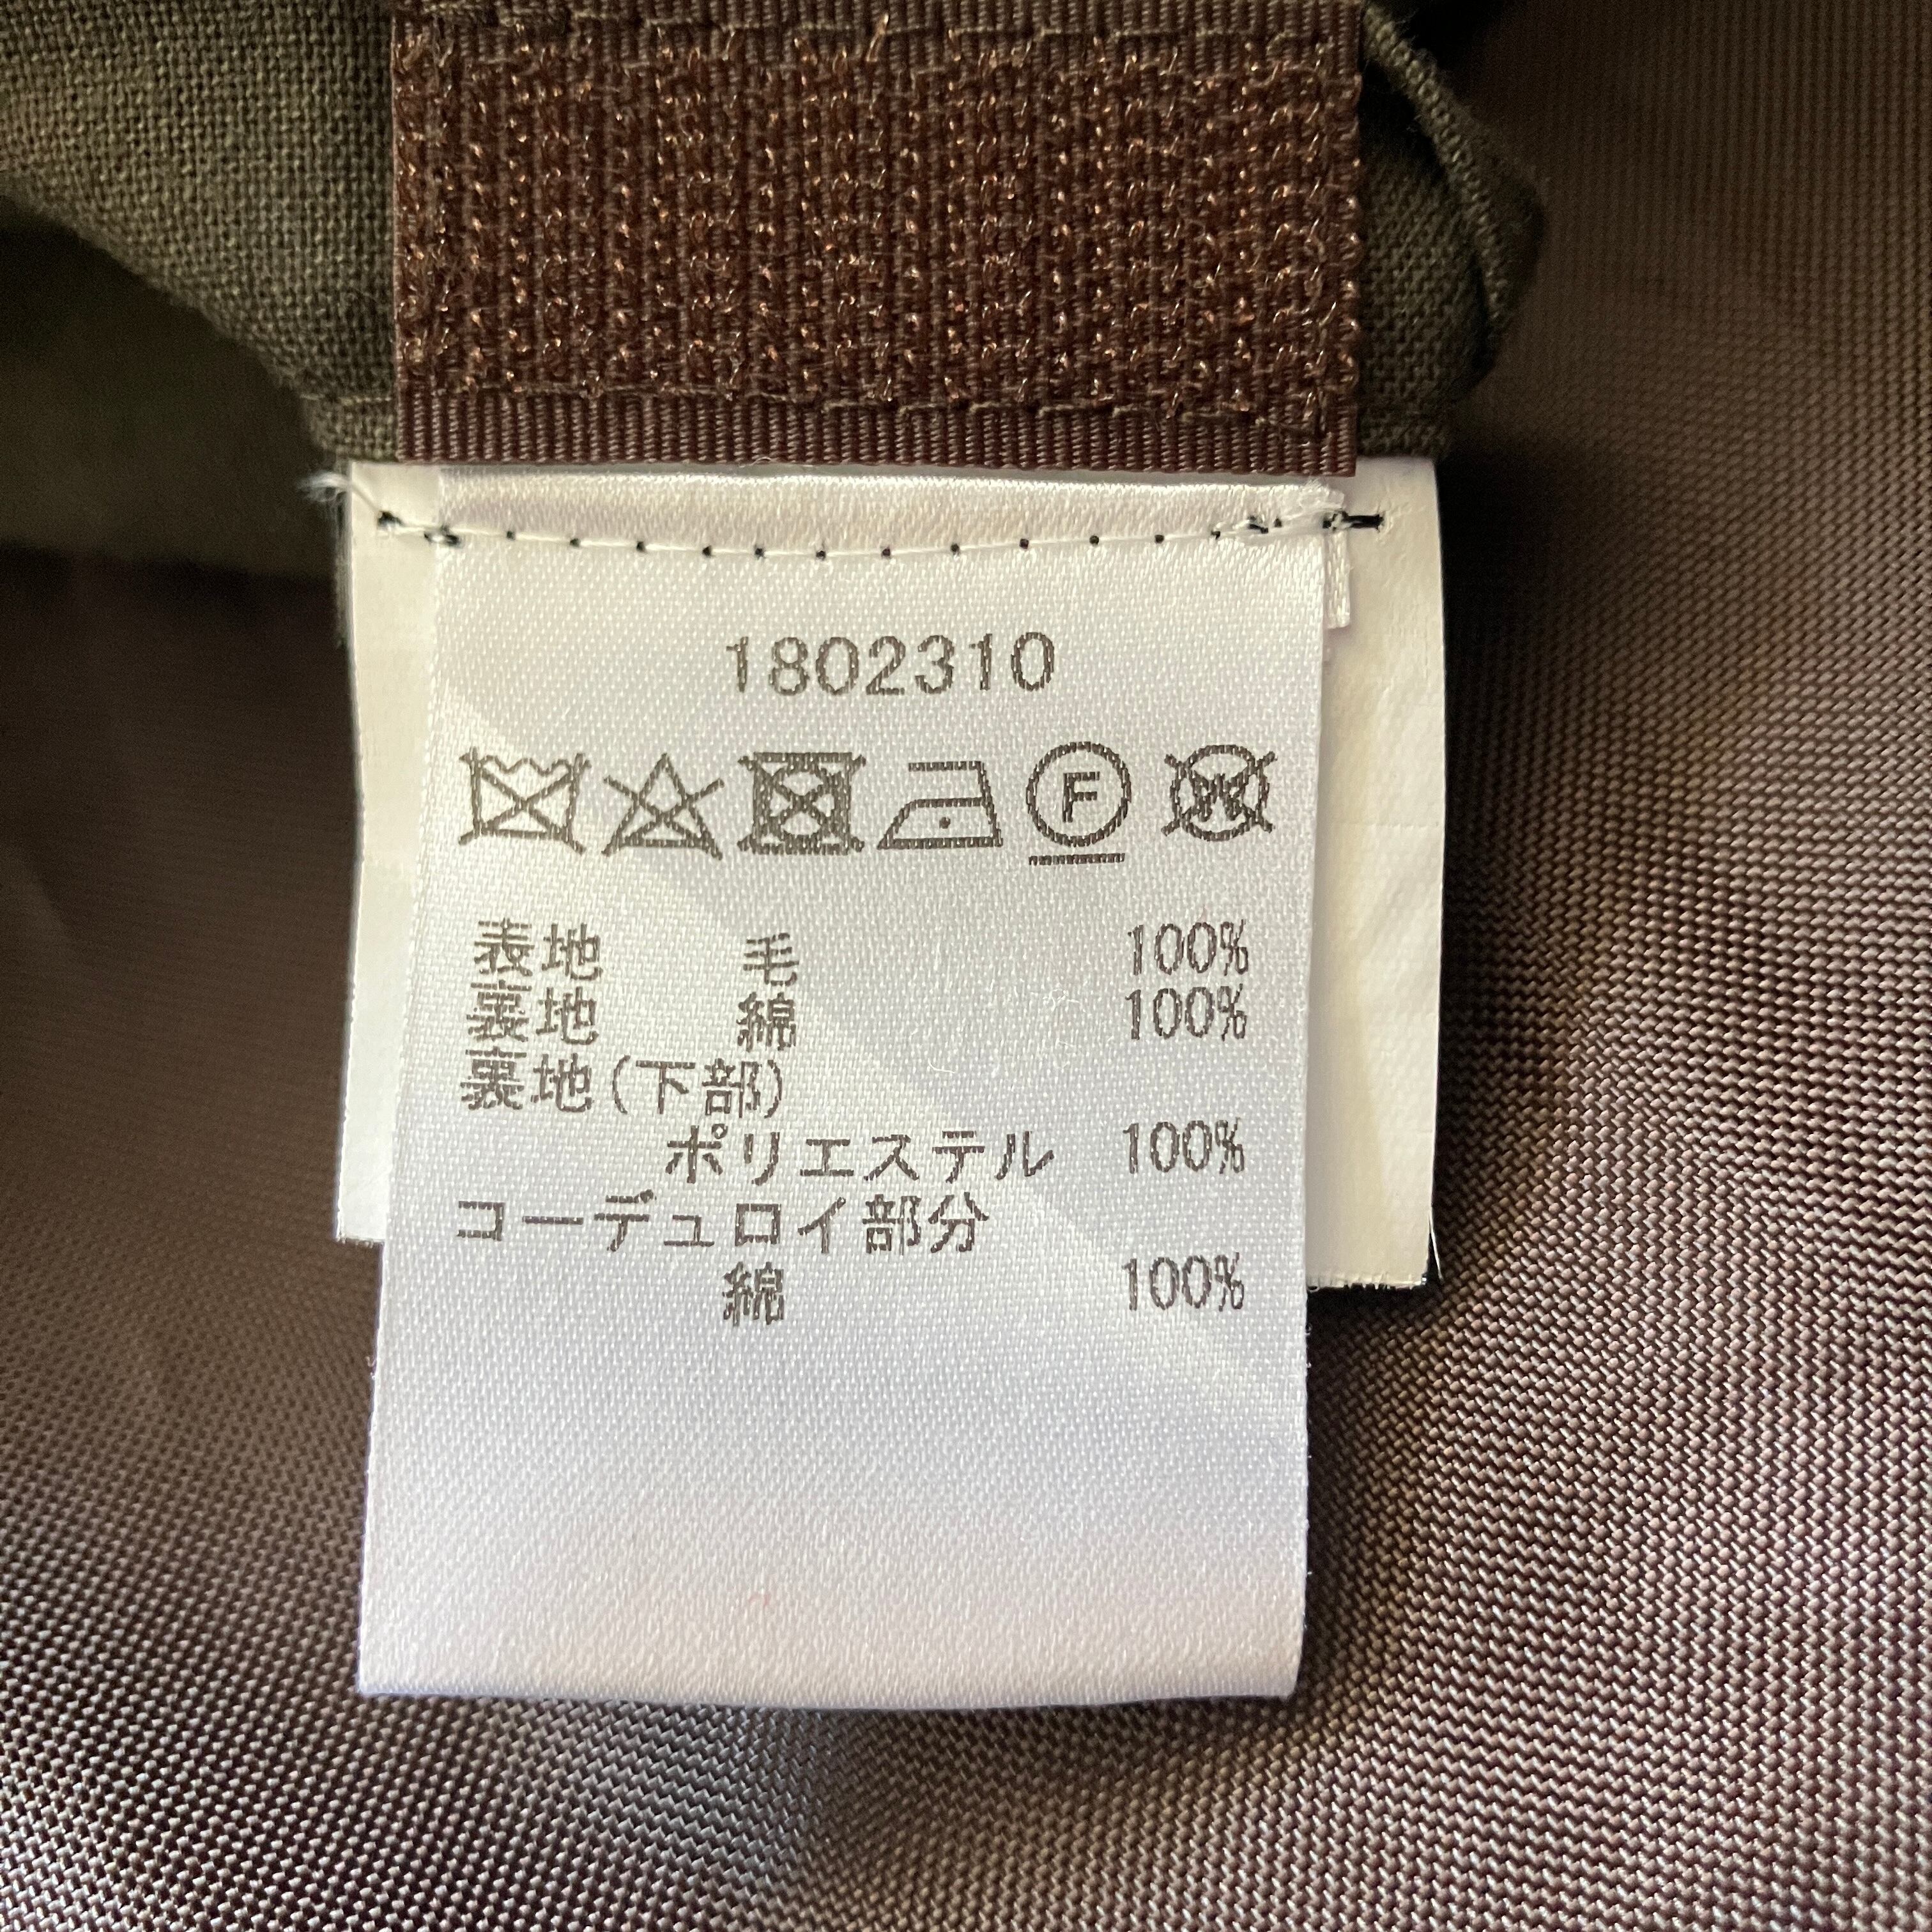 1802310
F
W
表地 毛 100%
裏地 綿 100%
裏地(下部)
ポリエステル 100%
コーデュロイ部分
綿 100%